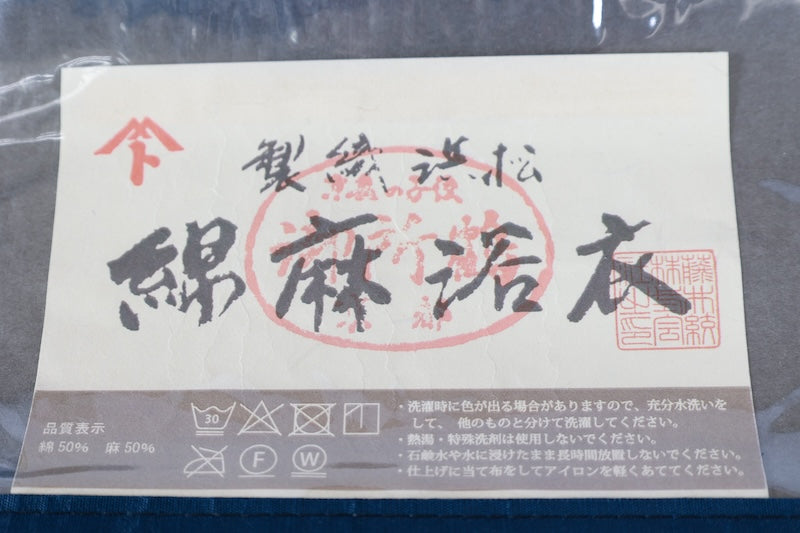 製織浜松
綿麻浴衣
品質表示
綿50% 麻50%
30
F
W
・洗濯時に色が出る場合がありますので、充分水洗いを
して、他のものと分けて洗濯してください。
・熱湯・特殊洗剤は使用しないでください。
・石鹸水や水に浸けたまま長時間放置しないでください。
・仕上げに当て布をしてアイロンを軽くあててください。